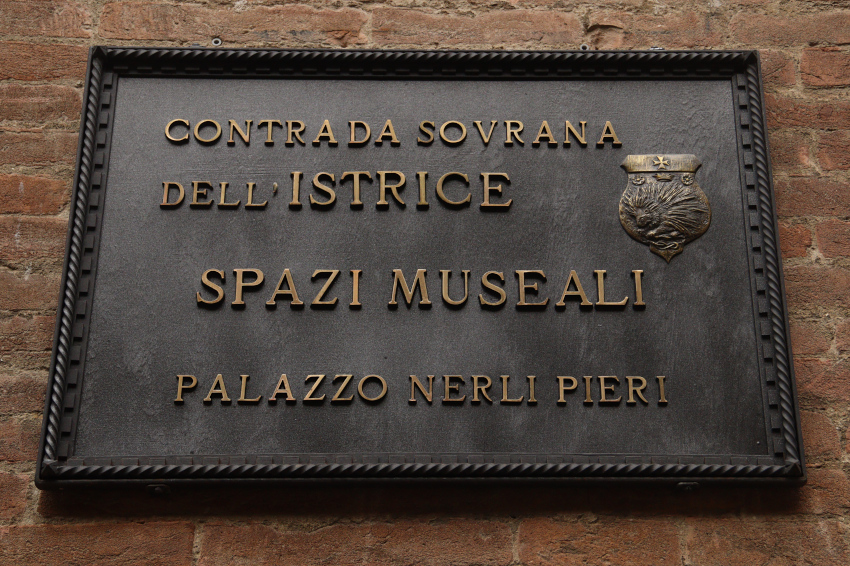 CONTRADA SOVRANA
DELL' ISTRICE
SPAZI MUSEALI
PALAZZO NERLI PIERI